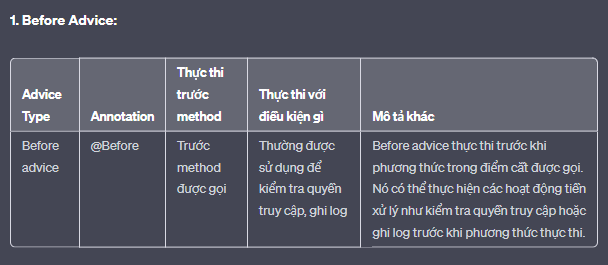 1. Before Advice:
Advice Type
Annotation
Thực thi trước method
Thực thi với điều kiện gì
Mô tả khác
Before advice
@Before
Trước method được gọi
Thường được sử dụng để kiểm tra quyền truy cập, ghi log
Before advice thực thi trước khi
phương thức trong điểm cắt được gọi.
Nó có thể thực hiện các hoạt động tiền
xử lý như kiểm tra quyền truy cập hoặc
ghi log trước khi phương thức thực thi.